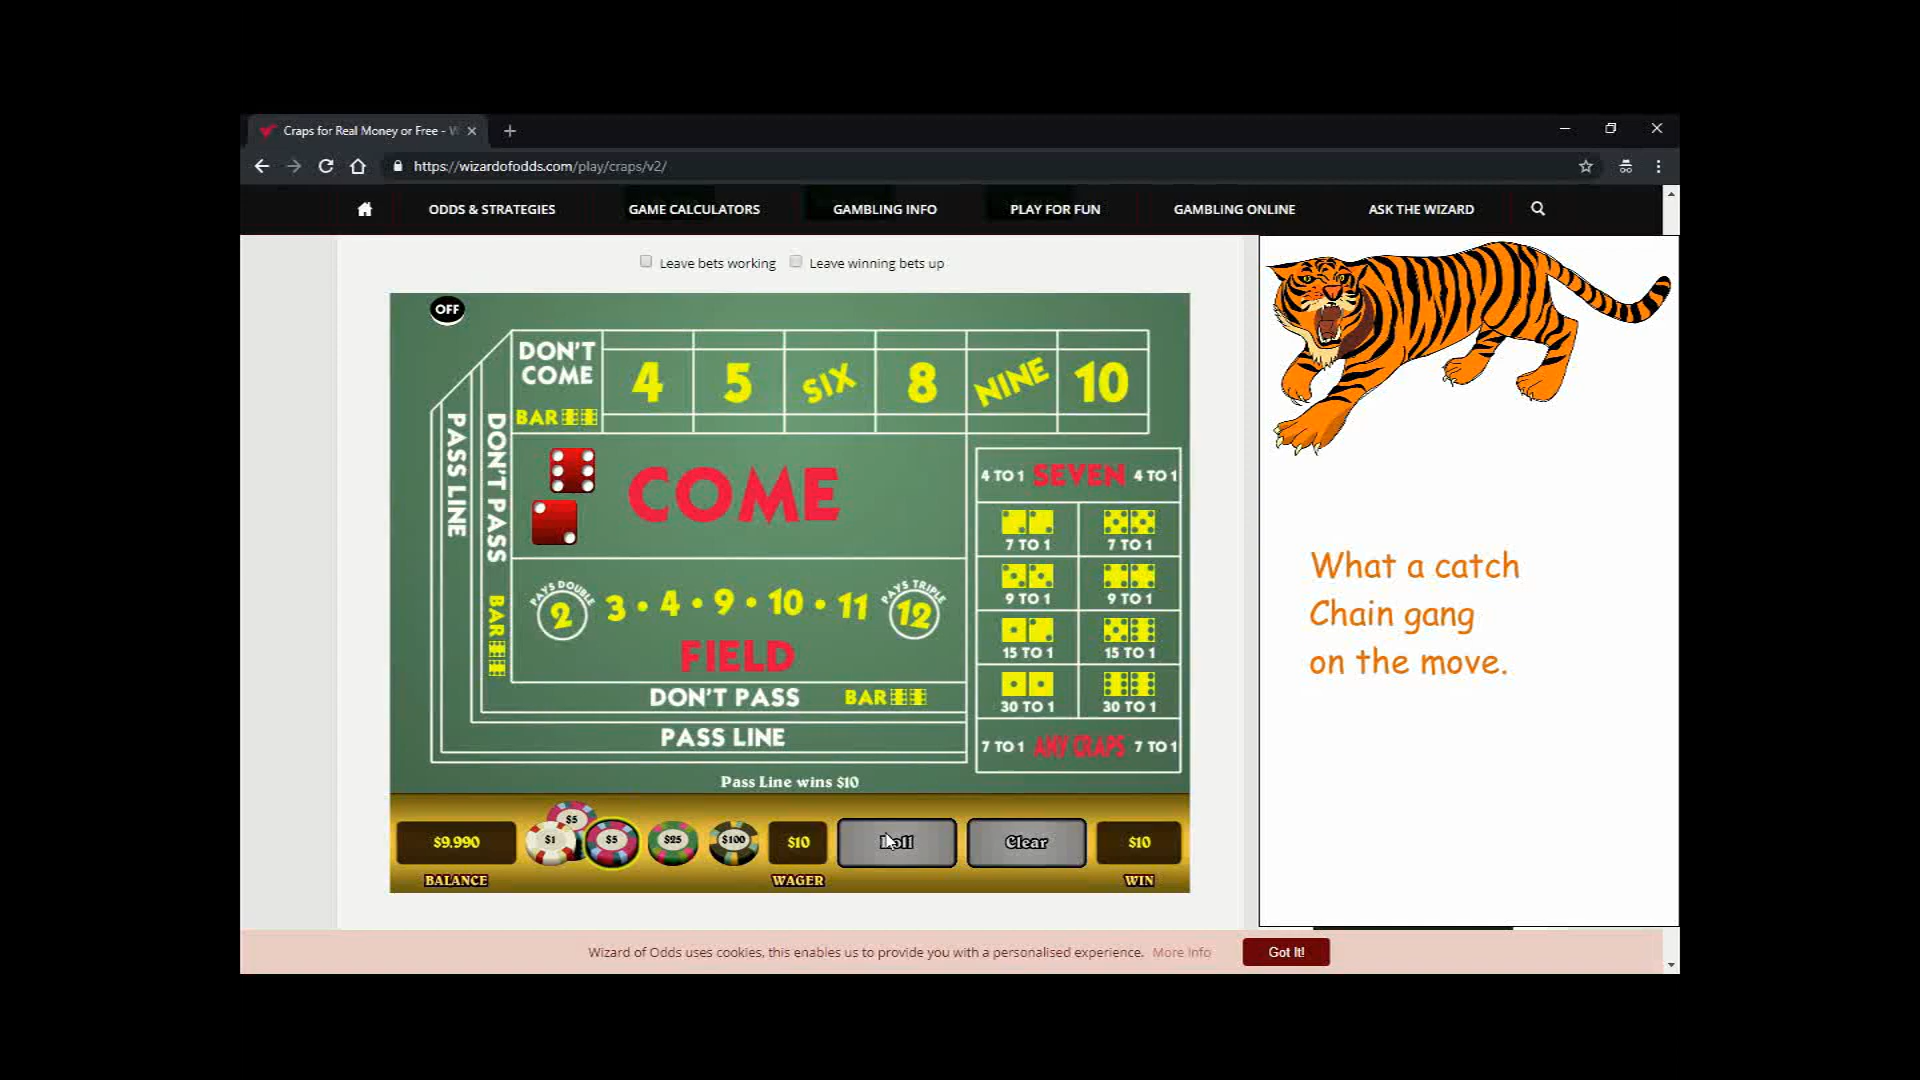 Craps for Real Money or Free - W
https://wizardofodds.com/play/craps/v2/
ODDS & STRATEGIES GAME CALCULATORS GAMBLING INFO PLAY FOR FUN GAMBLING ONLINE ASK THE WIZARD
Leave bets working Leave winning bets up
OFF
DON'T COME
BAR
4 5 SIX 8 NINE 10
PASS LINE
DON'T PASS
BAR
COME
4 TO 1 SEVEN 4 TO 1
7 TO 1 7 TO 1
9 TO 1 9 TO 1
15 TO 1 15 TO 1
30 TO 1 30 TO 1
7 TO 1 ANY CRAPS 7 TO 1
PAYS DOUBLE
2
3 • 4 • 9 • 10 • 11
PAYS TRIPLE
12
FIELD
DON'T PASS BAR
PASS LINE
Pass Line wins $10
$9,990
BALANCE
$5
$1 $5 $25 $100
$10
WAGER
Roll
Clear
$10
WIN
What a catch
Chain gang
on the move.
Wizard of Odds uses cookies, this enables us to provide you with a personalised experience. More Info
Got It!